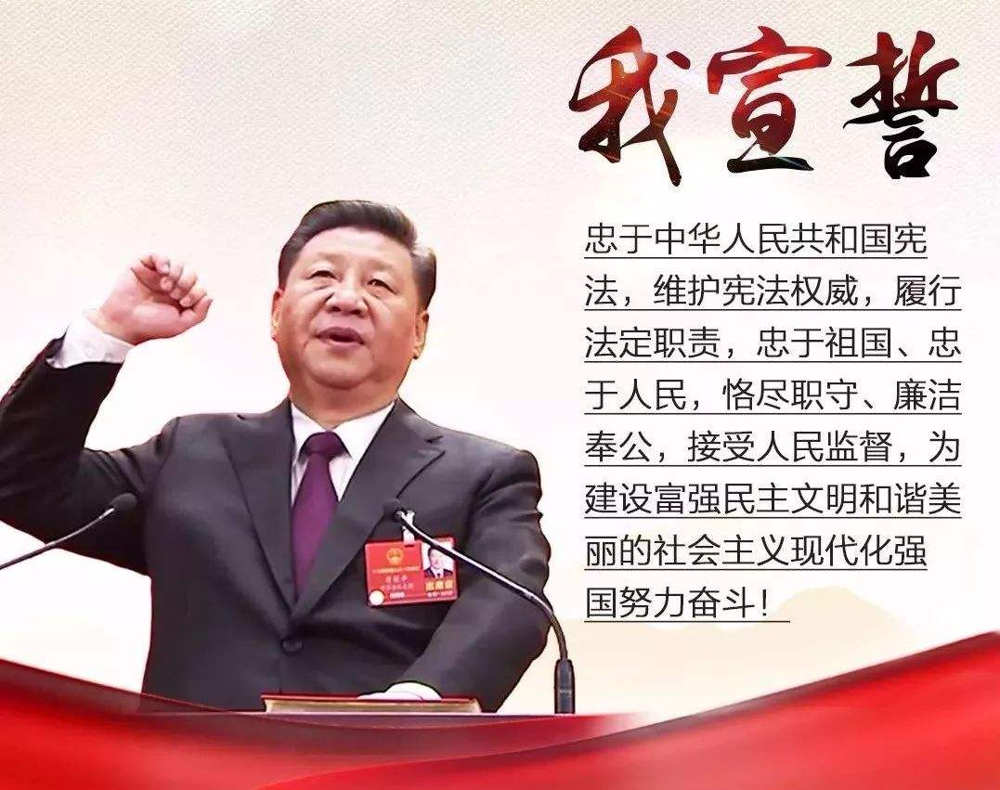 我宣誓
忠于中华人民共和国宪
法，维护宪法权威，履行
法定职责，忠于祖国、忠
于人民，恪尽职守、廉洁
奉公，接受人民监督，为
建设富强民主文明和谐美
丽的社会主义现代化强
国努力奋斗！